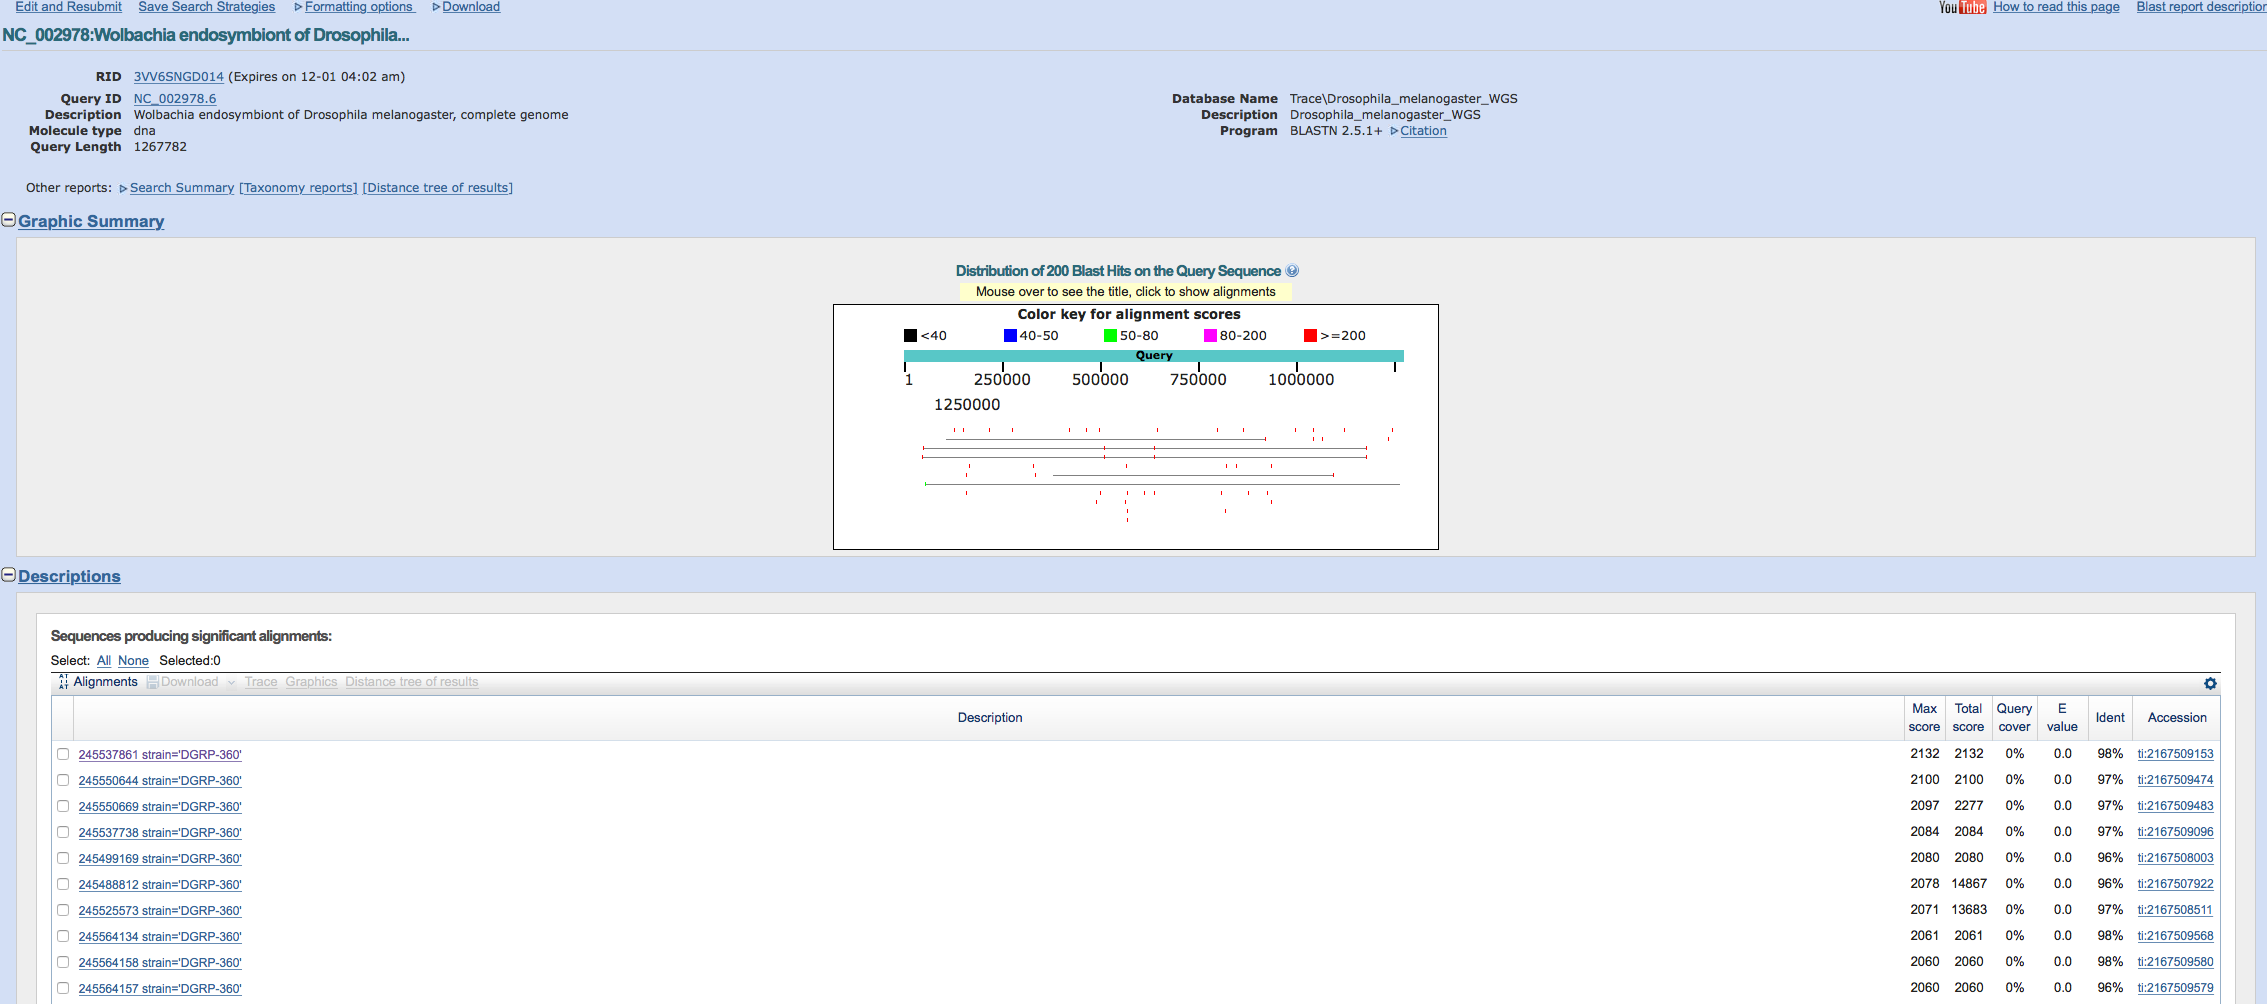 Edit and Resubmit Save Search Strategies Formatting options Download YouTube How to read this page Blast report description
NC_002978:Wolbachia endosymbiont of Drosophila...
RID 3VV6SNGD014 (Expires on 12-01 04:02 am)
Query ID NC_002978.6 Database Name Trace\Drosophila_melanogaster_WGS
Description Wolbachia endosymbiont of Drosophila melanogaster, complete genome Description Drosophila_melanogaster_WGS
Molecule type dna Program BLASTN 2.5.1+ Citation
Query Length 1267782
Other reports: Search Summary [Taxonomy reports] [Distance tree of results]
Graphic Summary
Distribution of 200 Blast Hits on the Query Sequence
Mouse over to see the title, click to show alignments
Color key for alignment scores
<40 40-50 50-80 80-200 >=200
Query
1 250000 500000 750000 1000000
1250000
Descriptions
Sequences producing significant alignments:
Select: All None Selected:0
Alignments Download Trace Graphics Distance tree of results
Description Max score Total score Query cover E value Ident Accession
245537861 strain='DGRP-360' 2132 2132 0% 0.0 98% ti:2167509153
245550644 strain='DGRP-360' 2100 2100 0% 0.0 97% ti:2167509474
245550669 strain='DGRP-360' 2097 2277 0% 0.0 97% ti:2167509483
245537738 strain='DGRP-360' 2084 2084 0% 0.0 97% ti:2167509096
245499169 strain='DGRP-360' 2080 2080 0% 0.0 96% ti:2167508003
245488812 strain='DGRP-360' 2078 14867 0% 0.0 96% ti:2167507922
245525573 strain='DGRP-360' 2071 13683 0% 0.0 97% ti:2167508511
245564134 strain='DGRP-360' 2061 2061 0% 0.0 98% ti:2167509568
245564158 strain='DGRP-360' 2060 2060 0% 0.0 98% ti:2167509580
245564157 strain='DGRP-360' 2060 2060 0% 0.0 96% ti:2167509579